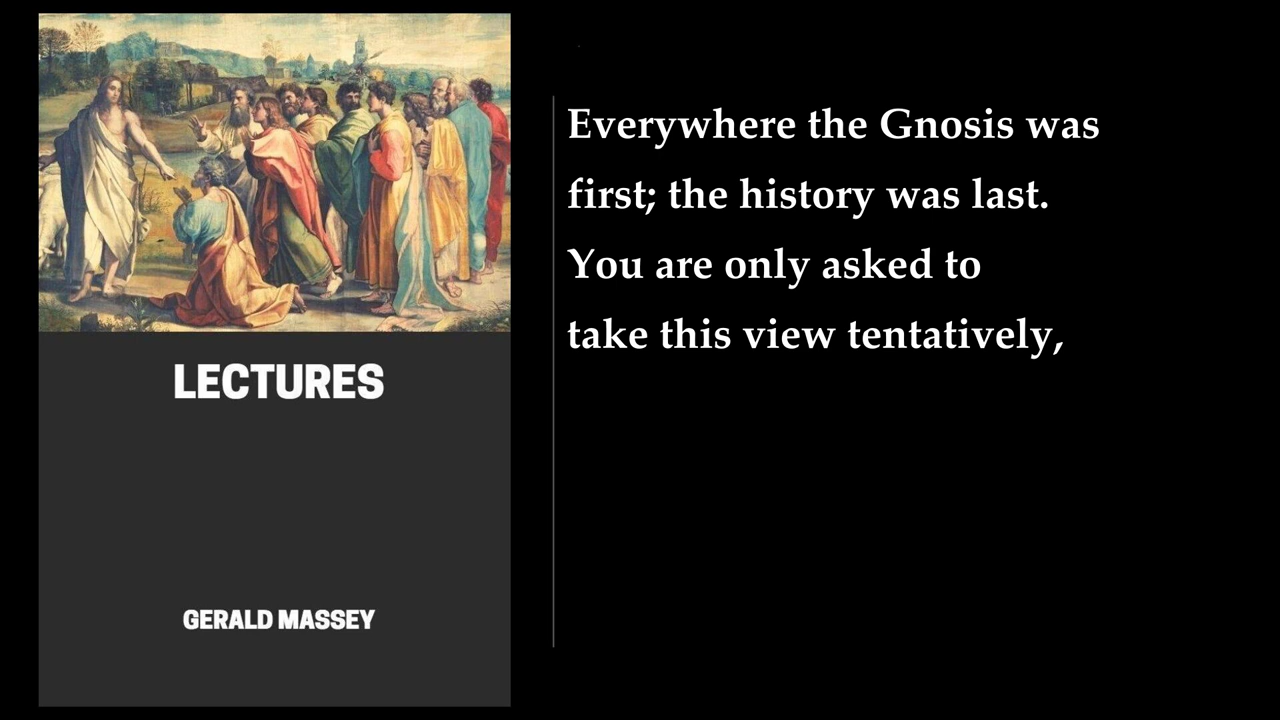 LECTURES
GERALD MASSEY
Everywhere the Gnosis was
first; the history was last.
You are only asked to
take this view tentatively,